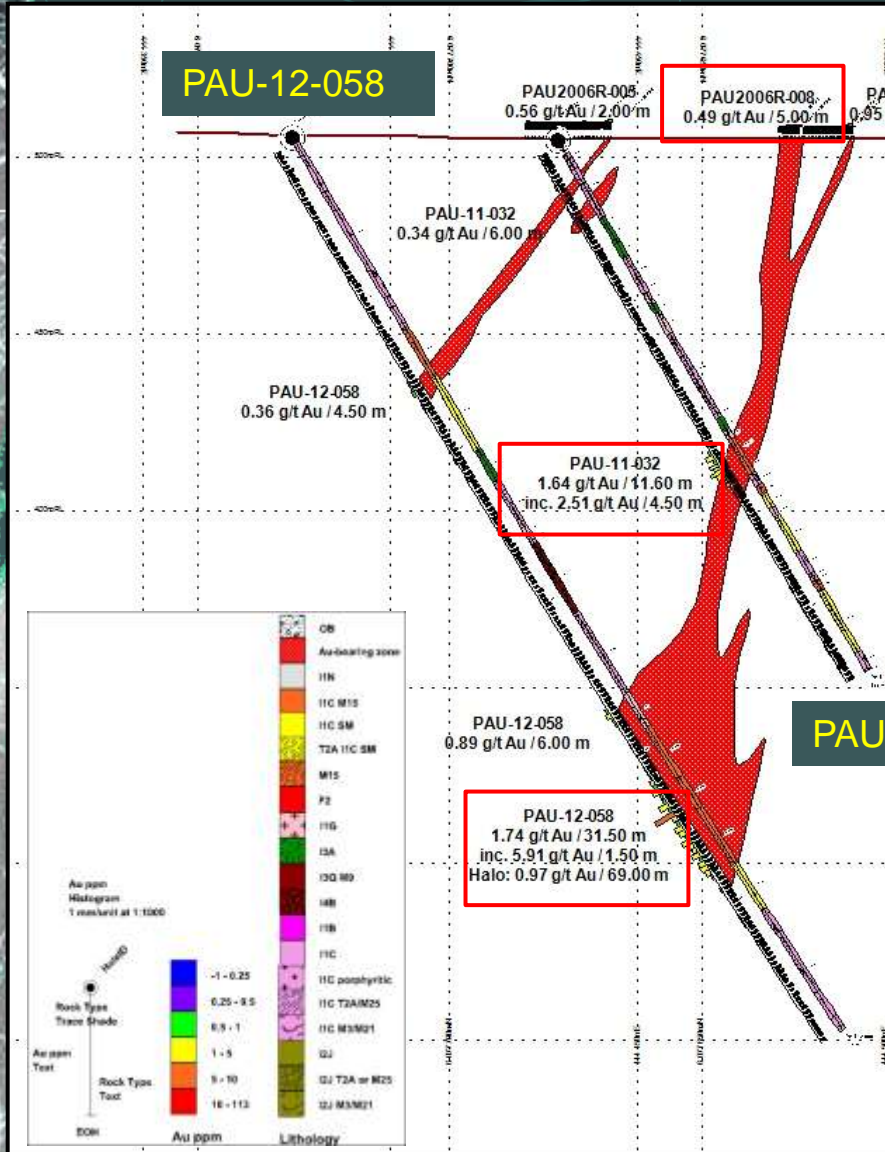 PAU-12-058
PAU2006R-005
0.56 g/t Au / 2.00 m
PAU2006R-008
0.49 g/t Au / 5.00 m
PA
0.95
PAU-11-032
0.34 g/t Au / 6.00 m
PAU-12-058
0.36 g/t Au / 4.50 m
PAU-11-032
1.64 g/t Au / 11.60 m
inc. 2.51 g/t Au / 4.50 m
PAU-12-058
0.89 g/t Au / 6.00 m
PAU
PAU-12-058
1.74 g/t Au / 31.50 m
inc. 5.91 g/t Au / 1.50 m
Halo: 0.97 g/t Au / 69.00 m
OB
Au-bearing zone
I1N
I1C M15
I1C SM
T2A I1C SM
M15
F2
I1G
I3A
I3Q M9
I4B
I1B
I1C
I1C porphyritic
I1C T2A/M25
I1C M3/M21
I2J
I2J T2A or M25
I2J M3/M21
Lithology
Au ppm
Histogram
1 mm/unit at 1:1000
HoleID
Rock Type
Trace Shade
Au ppm
Text
Rock Type
Text
EOH
-1 - 0.25
0.25 - 0.5
0.5 - 1
1 - 5
5 - 10
10 - 113
Au ppm